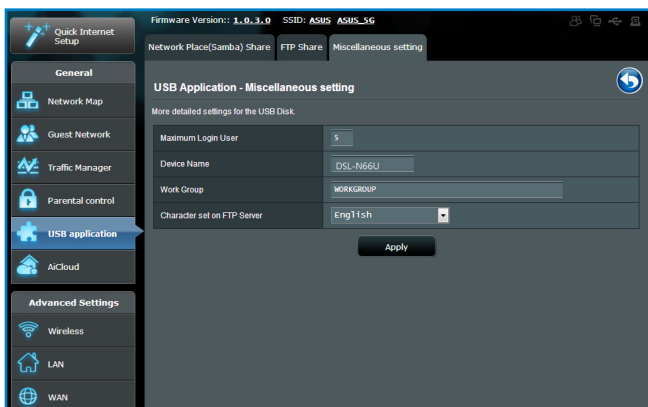 Firmware Version:: 1.0.3.0 SSID: ASUS ASUS_5G
Quick Internet
Setup
Network Place(Samba) Share FTP Share Miscellaneous setting
General
Network Map
Guest Network
Traffic Manager
Parental control
USB application
AiCloud
Advanced Settings
Wireless
LAN
WAN
USB Application - Miscellaneous setting
More detailed settings for the USB Disk.
Maximum Login User 5
Device Name DSL-N66U
Work Group WORKGROUP
Character set on FTP Server English
Apply